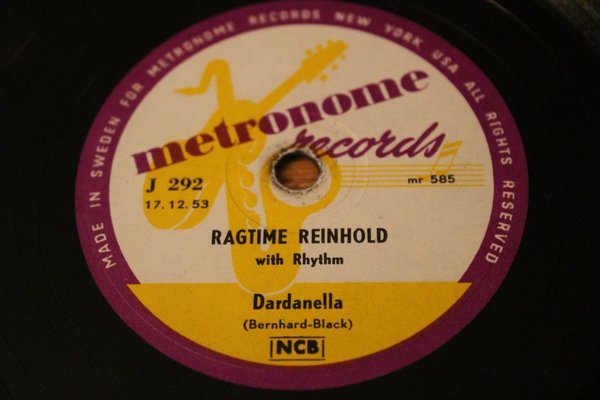 MADE IN SWEDEN FOR METRONOME RECORDS NEW YORK USA ALL RIGHTS RESERVED
metronome
records
J 292
mr 585
17.12.53
RAGTIME REINHOLD
with Rhythm
Dardanella
(Bernhard-Black)
NCB